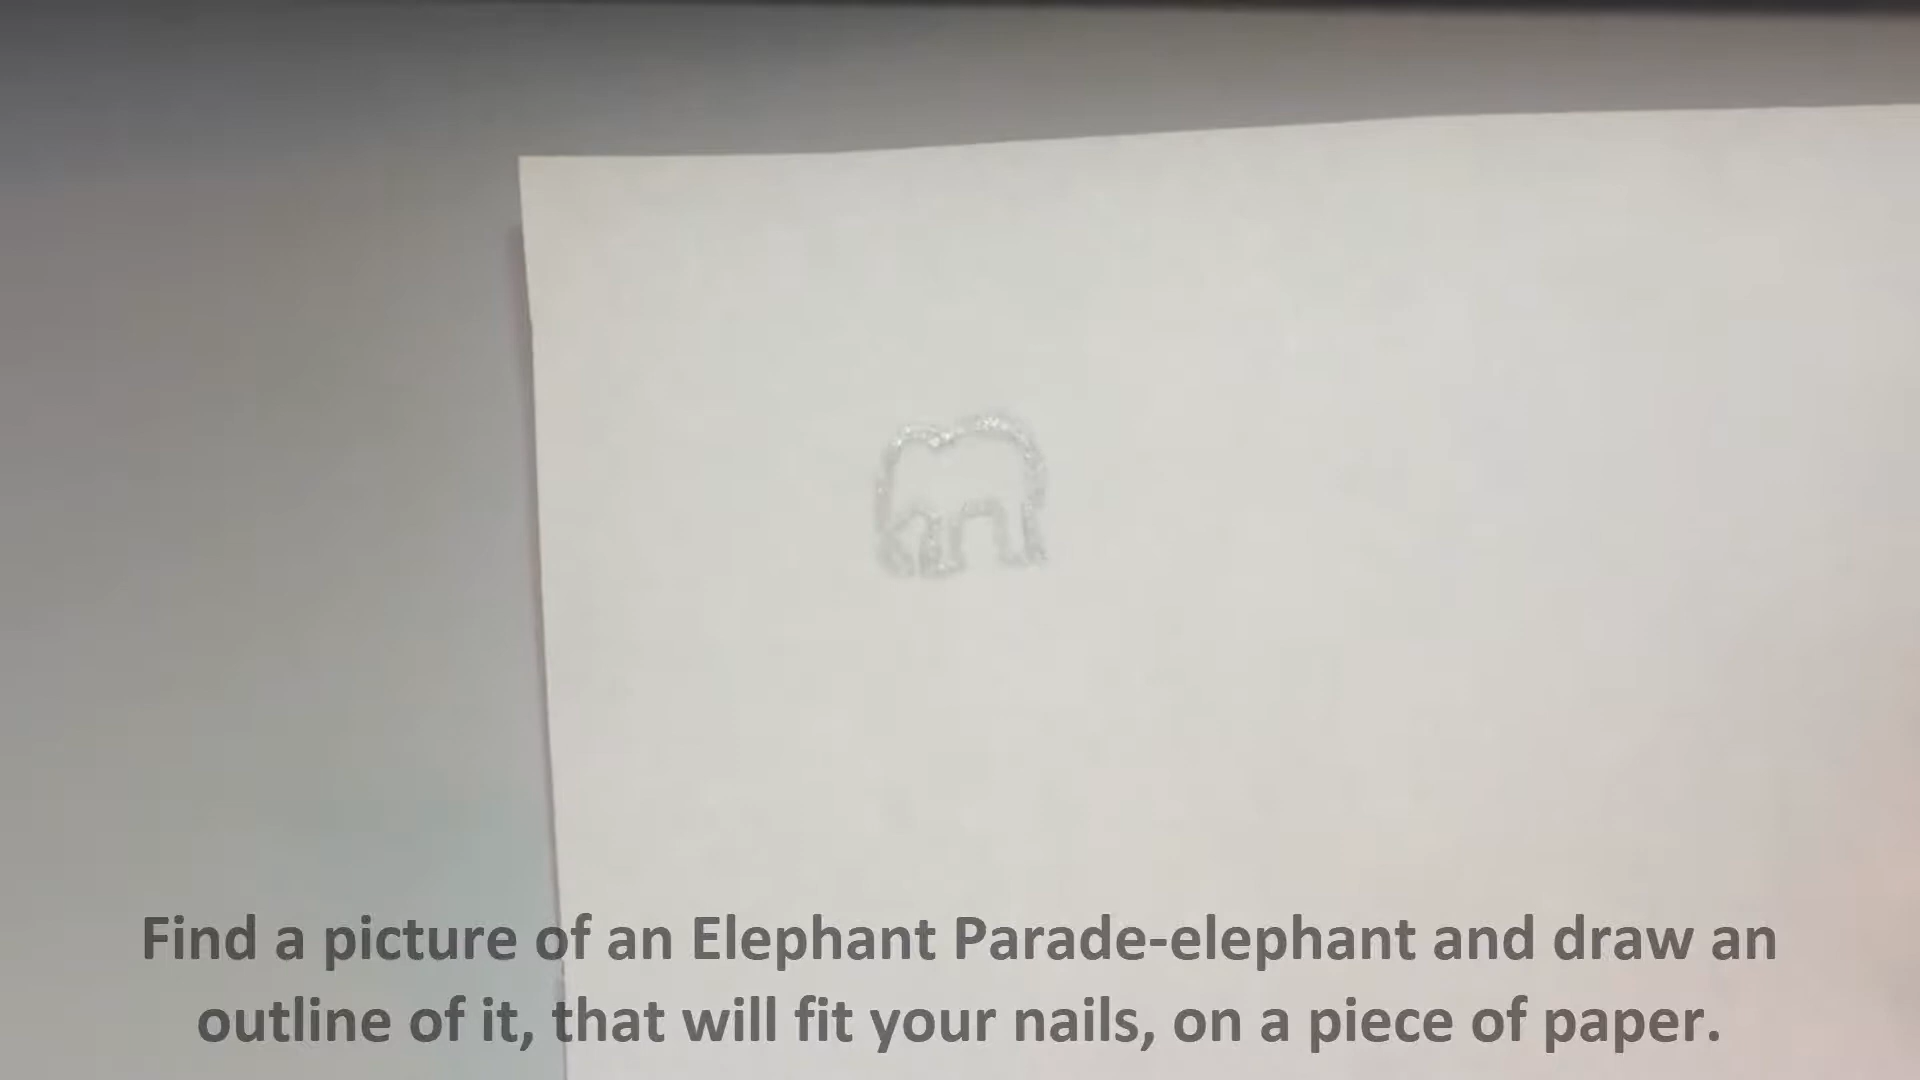 Find a picture of an Elephant Parade-elephant and draw an
outline of it, that will fit your nails, on a piece of paper.